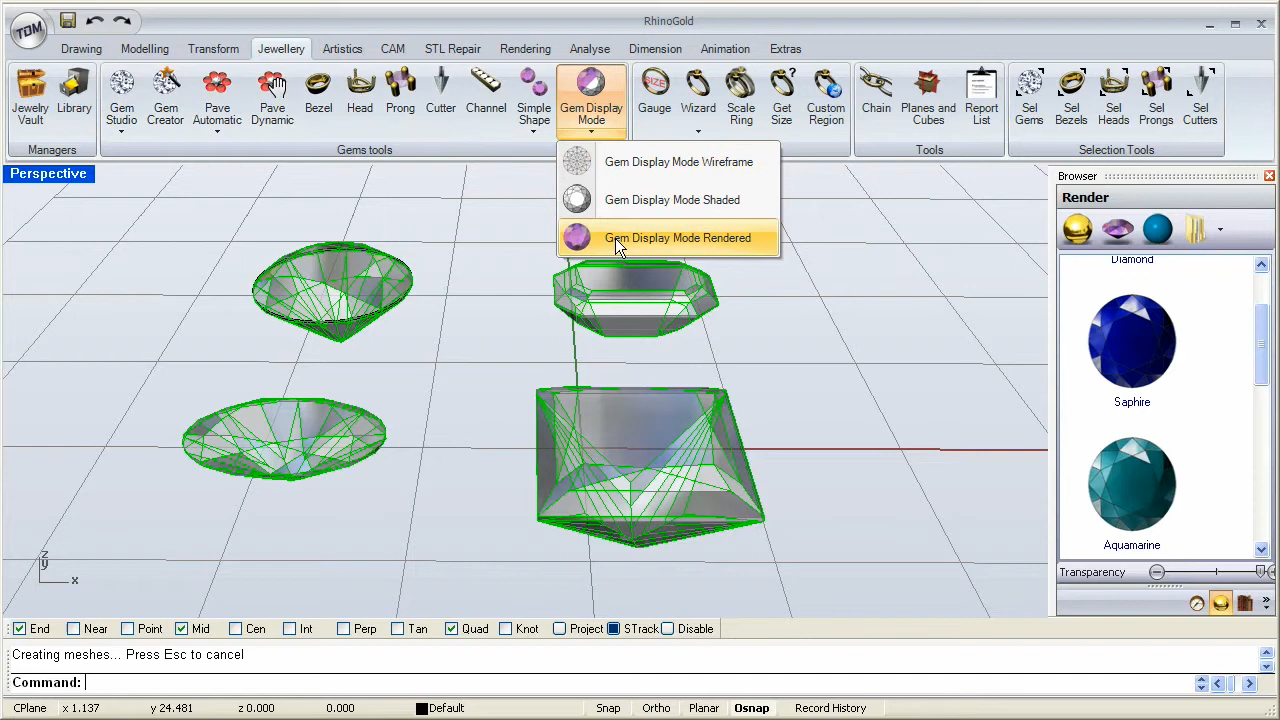 RhinoGold
TDM
Drawing Modelling Transform Jewellery Artistics CAM STL Repair Rendering Analyse Dimension Animation Extras
Jewelry Vault
Library
Gem Studio
Gem Creator
Pave Automatic
Pave Dynamic
Bezel
Head
Prong
Cutter
Channel
Simple Shape
Gem Display Mode
SIZE
Gauge
Wizard
Scale Ring
Get Size
Custom Region
Chain
Planes and Cubes
Report List
Sel Gems
Sel Bezels
Sel Heads
Sel Prongs
Sel Cutters
Managers
Gems tools
Tools
Selection Tools
Gem Display Mode Wireframe
Gem Display Mode Shaded
Gem Display Mode Rendered
Perspective
z
y
x
Browser
Render
Diamond
Saphire
Aquamarine
Transparency
End Near Point Mid Cen Int Perp Tan Quad Knot Project STrack Disable
Creating meshes... Press Esc to cancel
Command:
CPlane x 1.137 y 24.481 z 0.000 0.000 Default Snap Ortho Planar Osnap Record History